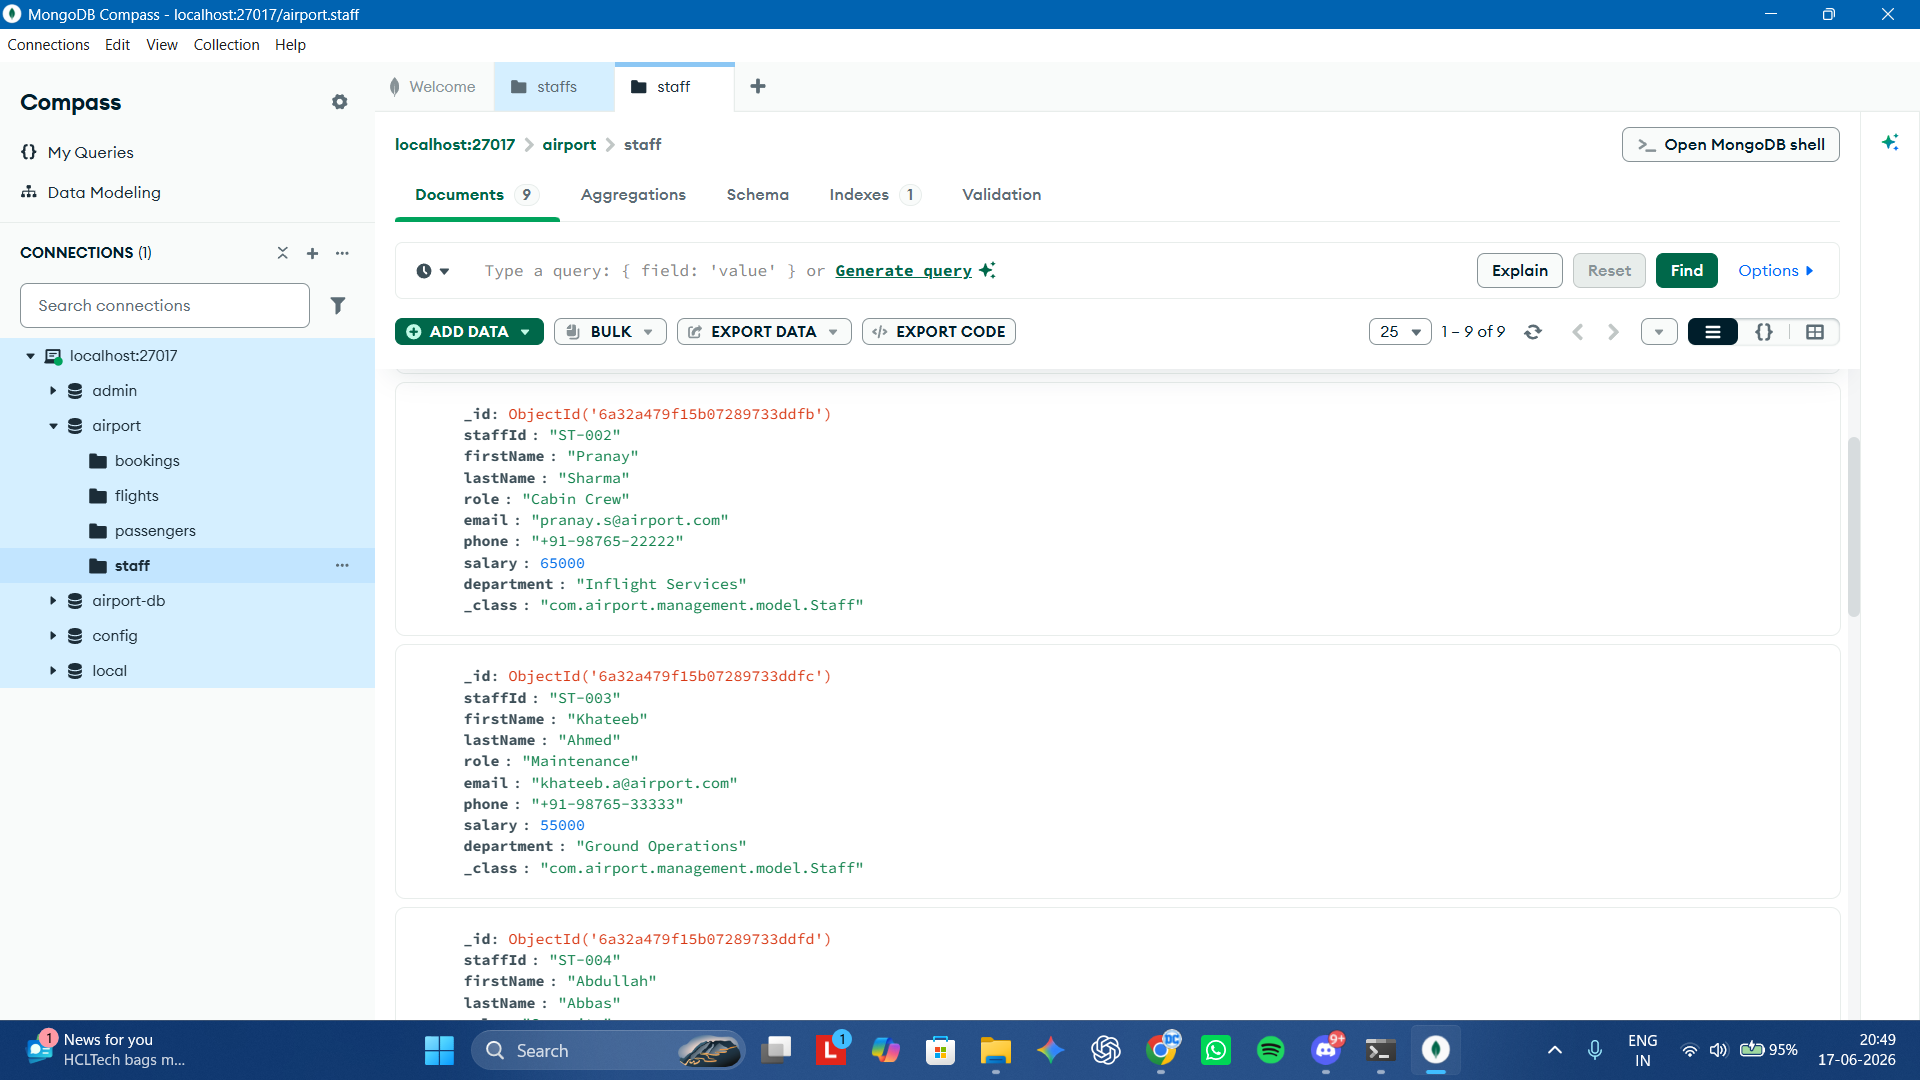 MongoDB Compass - localhost:27017/airport.staff
Connections Edit View Collection Help
Compass
My Queries
Data Modeling
CONNECTIONS (1)
Search connections
localhost:27017
admin
airport
bookings
flights
passengers
staff
airport-db
config
local
Welcome
staffs
staff
localhost:27017 > airport > staff
>_ Open MongoDB shell
Documents 9 Aggregations Schema Indexes 1 Validation
Type a query: { field: 'value' } or Generate query
Explain Reset Find Options
ADD DATA BULK EXPORT DATA EXPORT CODE
25 1 – 9 of 9
_id: ObjectId('6a32a479f15b07289733ddfb')
staffId : "ST-002"
firstName : "Pranay"
lastName : "Sharma"
role : "Cabin Crew"
email : "pranay.s@airport.com"
phone : "+91-98765-22222"
salary : 65000
department : "Inflight Services"
_class : "com.airport.management.model.Staff"
_id: ObjectId('6a32a479f15b07289733ddfc')
staffId : "ST-003"
firstName : "Khateeb"
lastName : "Ahmed"
role : "Maintenance"
email : "khateeb.a@airport.com"
phone : "+91-98765-33333"
salary : 55000
department : "Ground Operations"
_class : "com.airport.management.model.Staff"
_id: ObjectId('6a32a479f15b07289733ddfd')
staffId : "ST-004"
firstName : "Abdullah"
lastName : "Abbas"
1
News for you
HCLTech bags m...
Search
L
1
DC
9+
ENG
IN
95%
20:49
17-06-2026